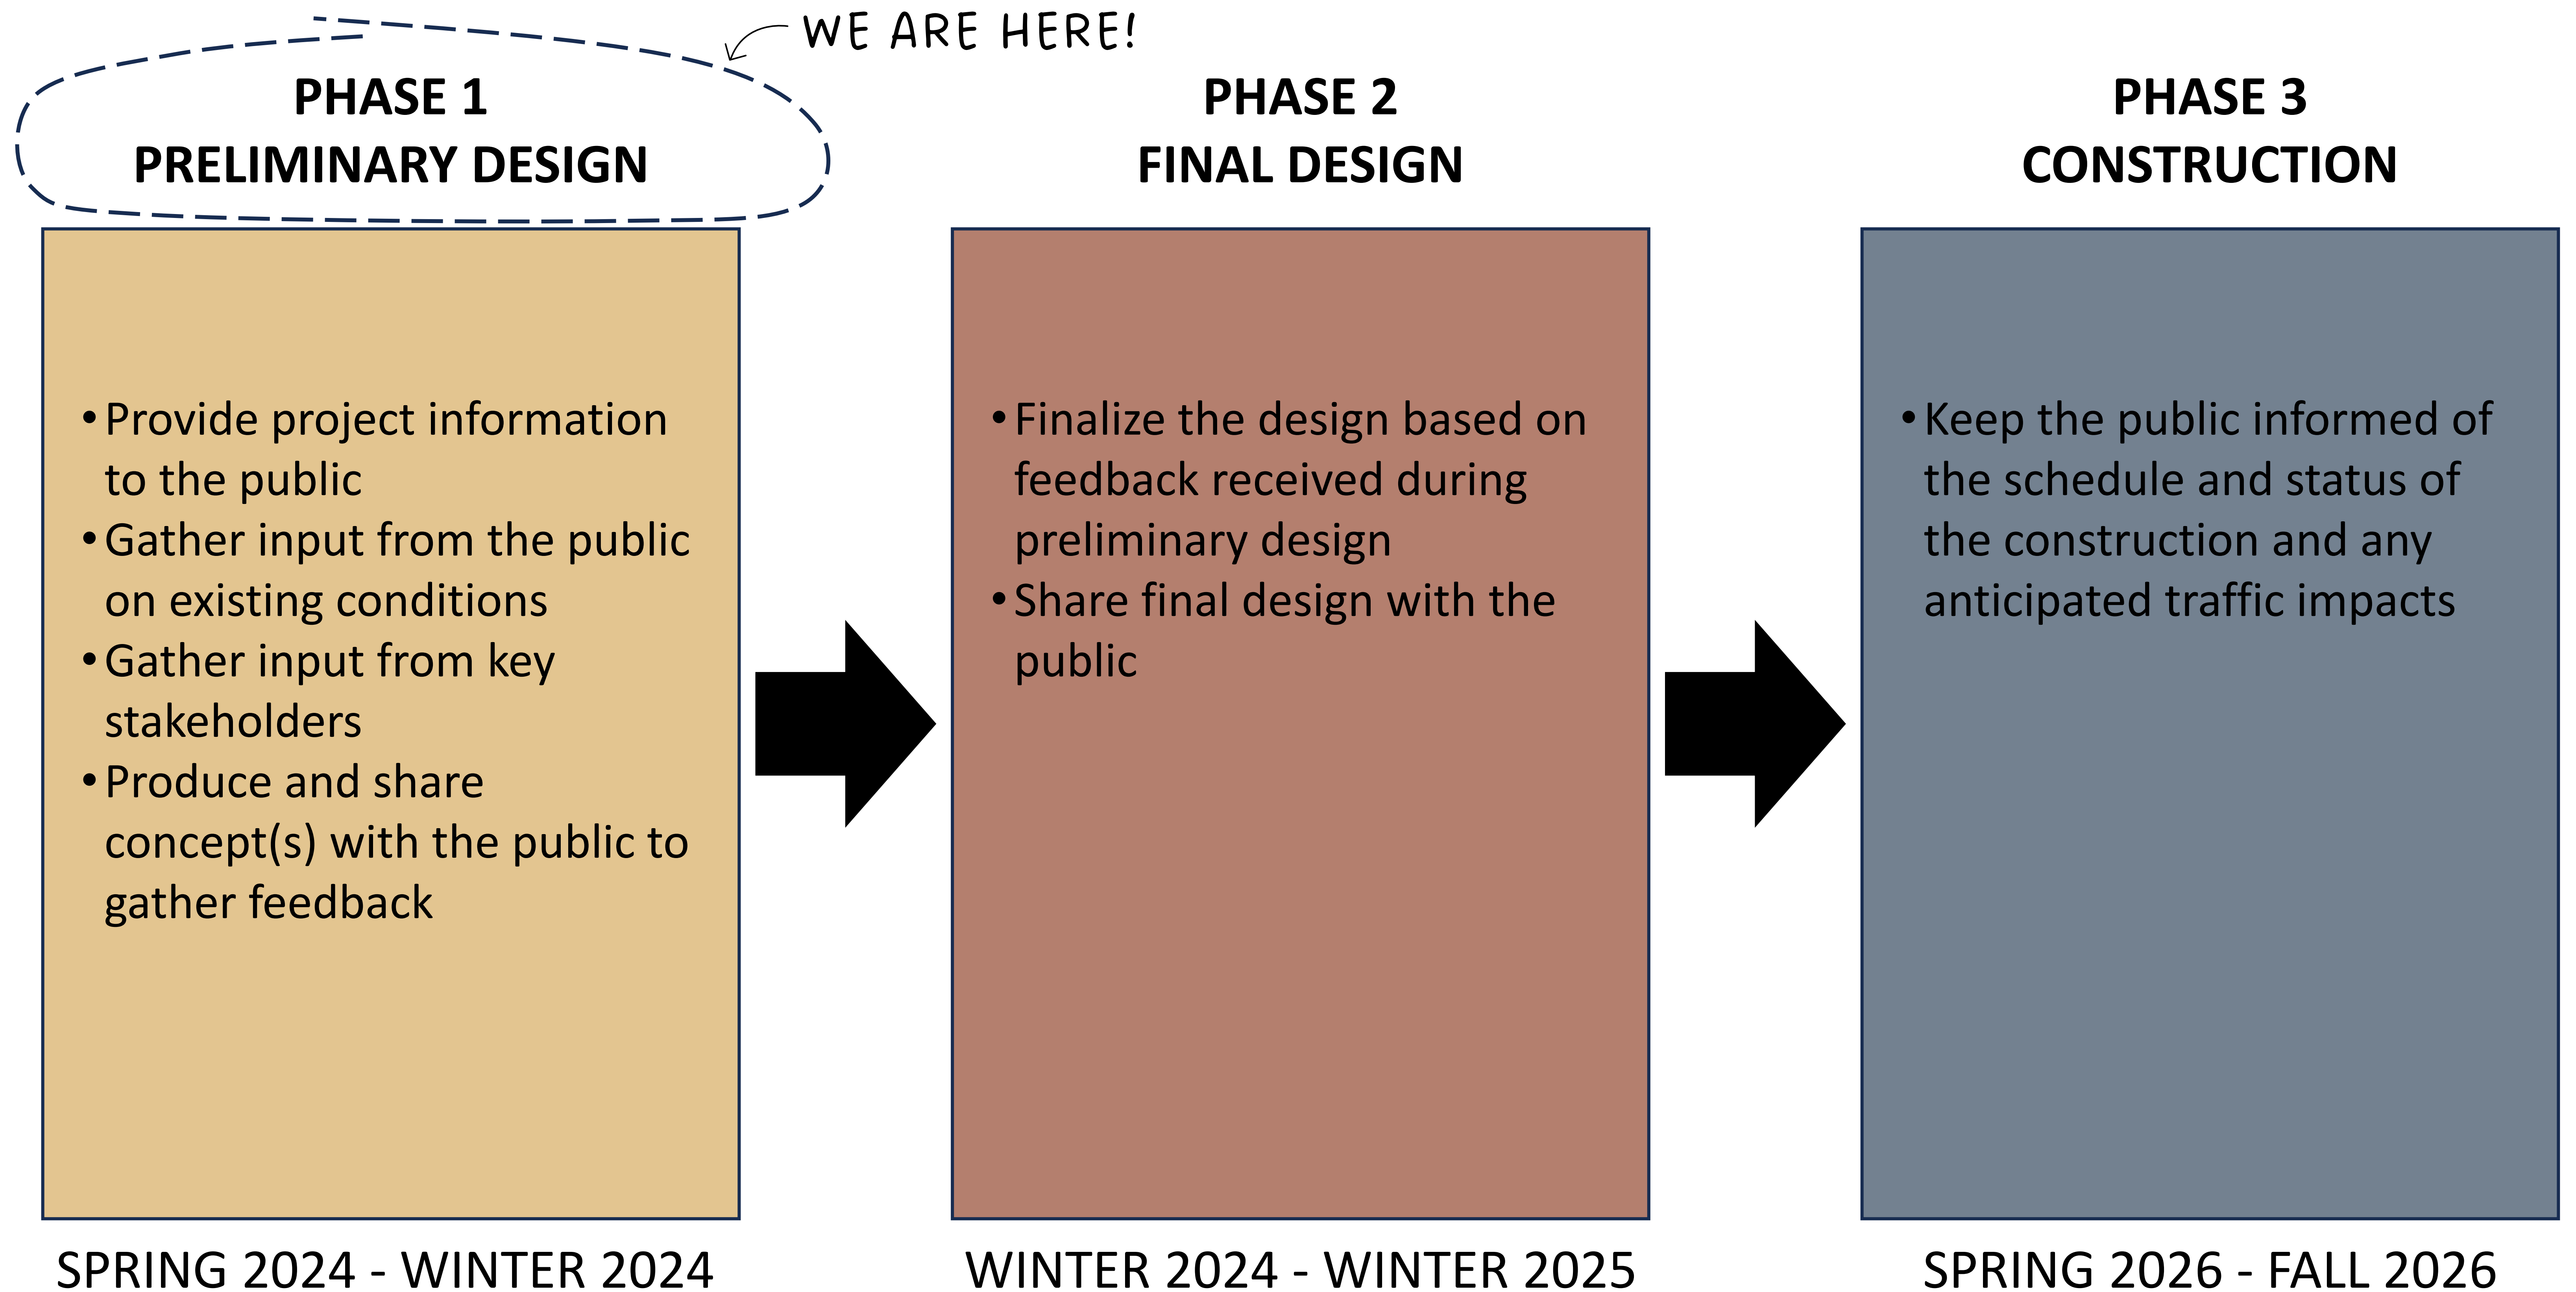 WE ARE HERE!
PHASE 1
PRELIMINARY DESIGN
•Provide project information
to the public
•Gather input from the public
on existing conditions
•Gather input from key
stakeholders
•Produce and share
concept(s) with the public to
gather feedback
SPRING 2024 - WINTER 2024
PHASE 2
FINAL DESIGN
•Finalize the design based on
feedback received during
preliminary design
•Share final design with the
public
WINTER 2024 - WINTER 2025
PHASE 3
CONSTRUCTION
•Keep the public informed of
the schedule and status of
the construction and any
anticipated traffic impacts
SPRING 2026 - FALL 2026